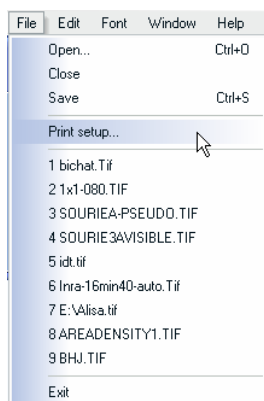 File Edit Font Window Help
Open... Ctrl+O
Close
Save Ctrl+S
Print setup...
1 bichat.Tif
2 1x1-080.TIF
3 SOURIEA-PSEUDO.TIF
4 SOURIE3AVISIBLE.TIF
5 idt.tif
6 Inra-16min40-auto.Tif
7 E:\Alisa.tif
8 AREADENSITY1.TIF
9 BHJ.TIF
Exit